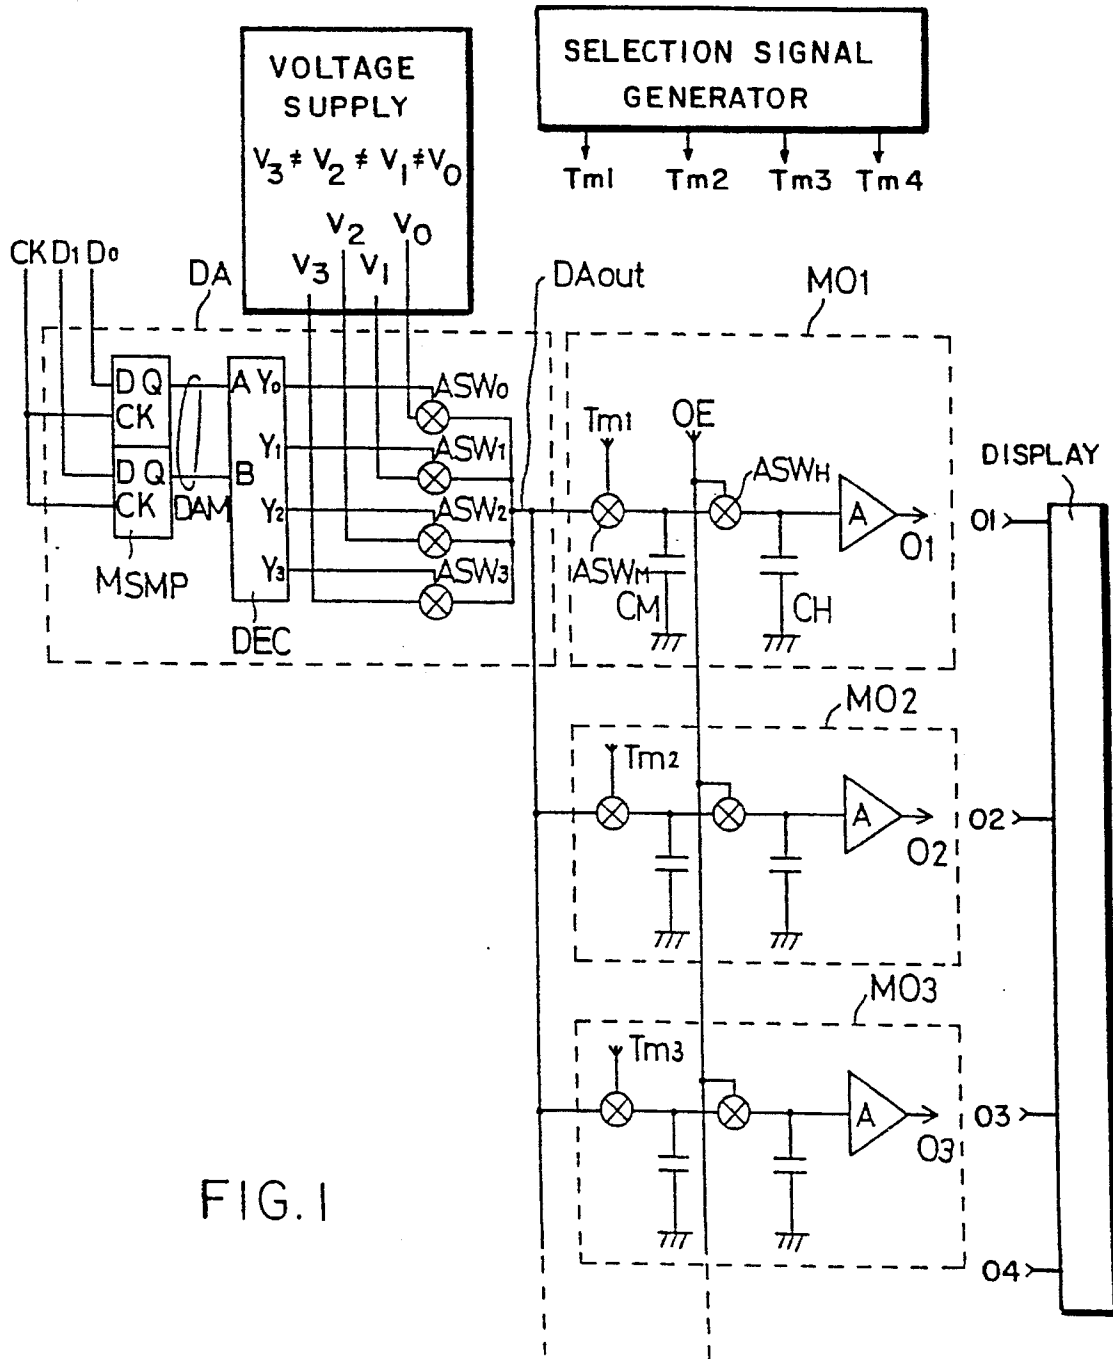 VOLTAGE
SUPPLY
V3 ≠ V2 ≠ V1 ≠ V0
V0
V2
V3
V1
SELECTION SIGNAL
GENERATOR
Tm1 Tm2 Tm3 Tm4
CK D1 D0
DA
DAout
MO1
D Q
CK
D Q
CK
MSMP
DAM
A Y0
Y1
B
Y2
Y3
DEC
ASW0
ASW1
ASW2
ASW3
Tm1
OE
ASWH
ASWM
CM
CH
A
O1
DISPLAY
O1
MO2
Tm2
A
O2
O2
MO3
Tm3
A
O3
O3
O4
FIG. 1